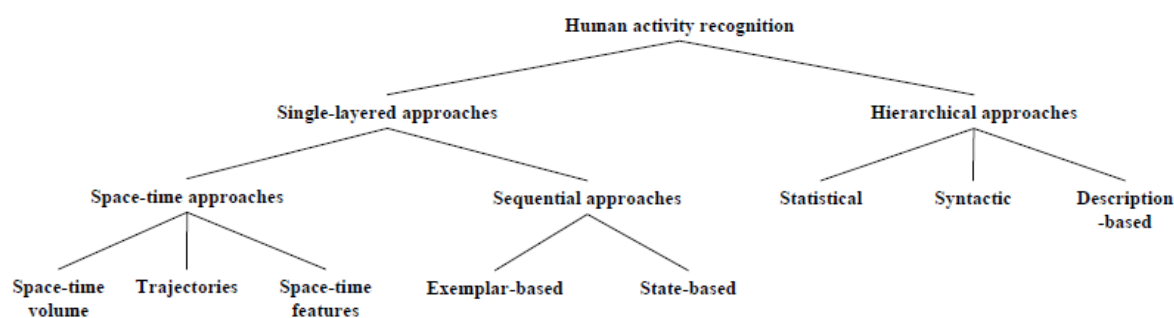 Human activity recognition
Single-layered approaches
Hierarchical approaches
Space-time approaches
Sequential approaches
Statistical
Syntactic
Description
-based
Space-time
volume
Trajectories
Space-time
features
Exemplar-based
State-based